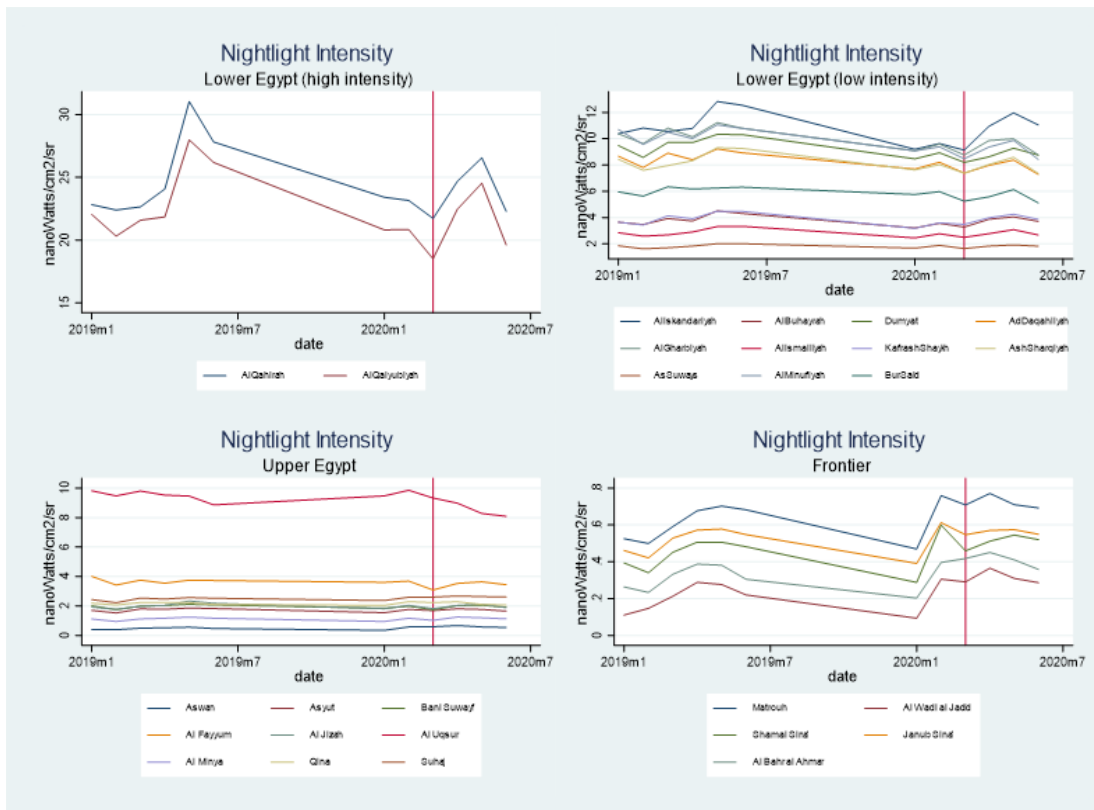 Nightlight Intensity
Lower Egypt (high intensity)
nanoWatts/cm2/sr
30
25
20
15
2019m1 2019m7 2020m1 2020m7
date
AlQahirah AlQalyubiyah
Nightlight Intensity
Lower Egypt (low intensity)
nanoWatts/cm2/sr
12
10
8
6
4
2
2019m1 2019m7 2020m1 2020m7
date
AlIskandariyah AlBuhayrah Dumyat AdDaqahliyah
AlGharbiyah AlIsmailiyah KafrashShaykh AshSharqiyah
AsSuways AlMinufiyah BurSaid
Nightlight Intensity
Upper Egypt
nanoWatts/cm2/sr
10
8
6
4
2
0
2019m1 2019m7 2020m1 2020m7
date
Aswan Asyut Bani Suwayf
Al Fayyum Al Jizah Al Uqsur
Al Minya Qina Suhaj
Nightlight Intensity
Frontier
nanoWatts/cm2/sr
.8
.6
.4
.2
0
2019m1 2019m7 2020m1 2020m7
date
Matrouh Al Wadi al Jadid
Shamal Sina' Janub Sina'
Al Bahr al Ahmar